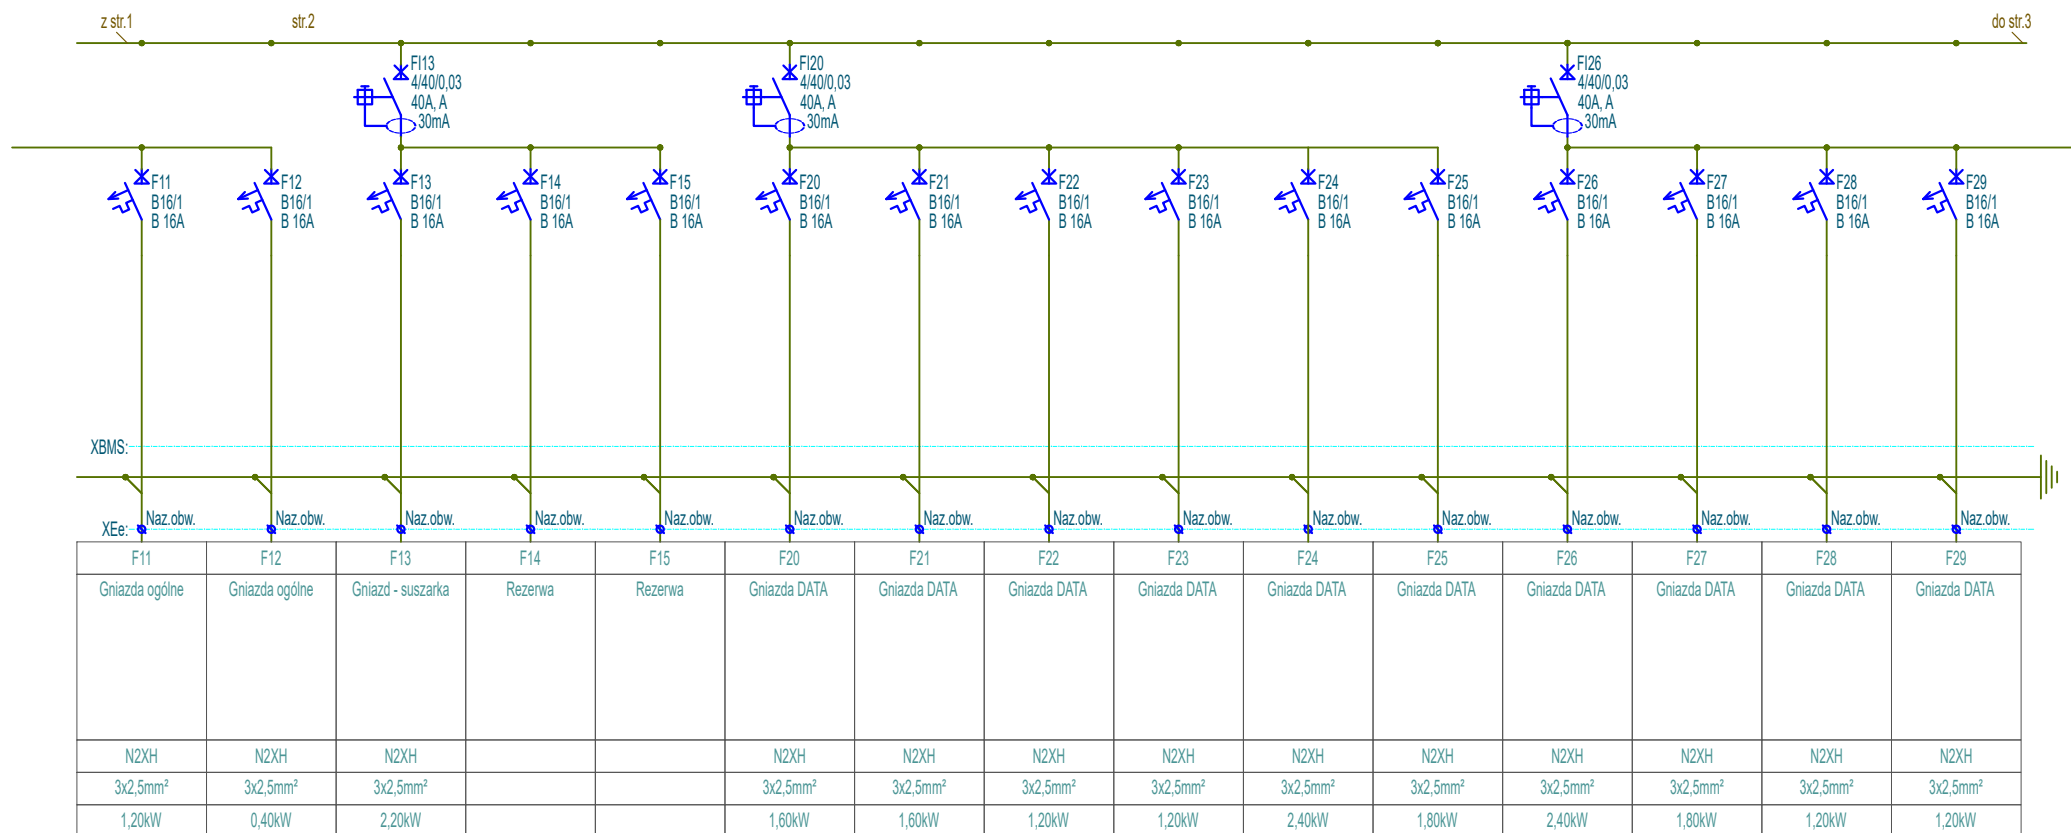 z str.1 str.2 do str.3
FI13 FI20 FI26
4/40/0,03 4/40/0,03 4/40/0,03
40A, A 40A, A 40A, A
30mA 30mA 30mA
F11 F12 F13 F14 F15 F20 F21 F22 F23 F24 F25 F26 F27 F28 F29
B16/1 B16/1 B16/1 B16/1 B16/1 B16/1 B16/1 B16/1 B16/1 B16/1 B16/1 B16/1 B16/1 B16/1 B16/1
B 16A B 16A B 16A B 16A B 16A B 16A B 16A B 16A B 16A B 16A B 16A B 16A B 16A B 16A B 16A
XBMS:
Naz.obw. Naz.obw. Naz.obw. Naz.obw. Naz.obw. Naz.obw. Naz.obw. Naz.obw. Naz.obw. Naz.obw. Naz.obw. Naz.obw. Naz.obw. Naz.obw. Naz.obw.
XEe:
F11 F12 F13 F14 F15 F20 F21 F22 F23 F24 F25 F26 F27 F28 F29
Gniazda ogólne Gniazda ogólne Gniazd - suszarka Rezerwa Rezerwa Gniazda DATA Gniazda DATA Gniazda DATA Gniazda DATA Gniazda DATA Gniazda DATA Gniazda DATA Gniazda DATA Gniazda DATA Gniazda DATA
N2XH N2XH N2XH N2XH N2XH N2XH N2XH N2XH N2XH N2XH N2XH N2XH N2XH
3x2,5mm² 3x2,5mm² 3x2,5mm² 3x2,5mm² 3x2,5mm² 3x2,5mm² 3x2,5mm² 3x2,5mm² 3x2,5mm² 3x2,5mm² 3x2,5mm² 3x2,5mm² 3x2,5mm²
1,20kW 0,40kW 2,20kW 1,60kW 1,60kW 1,20kW 1,20kW 2,40kW 1,80kW 2,40kW 1,80kW 1,20kW 1,20kW